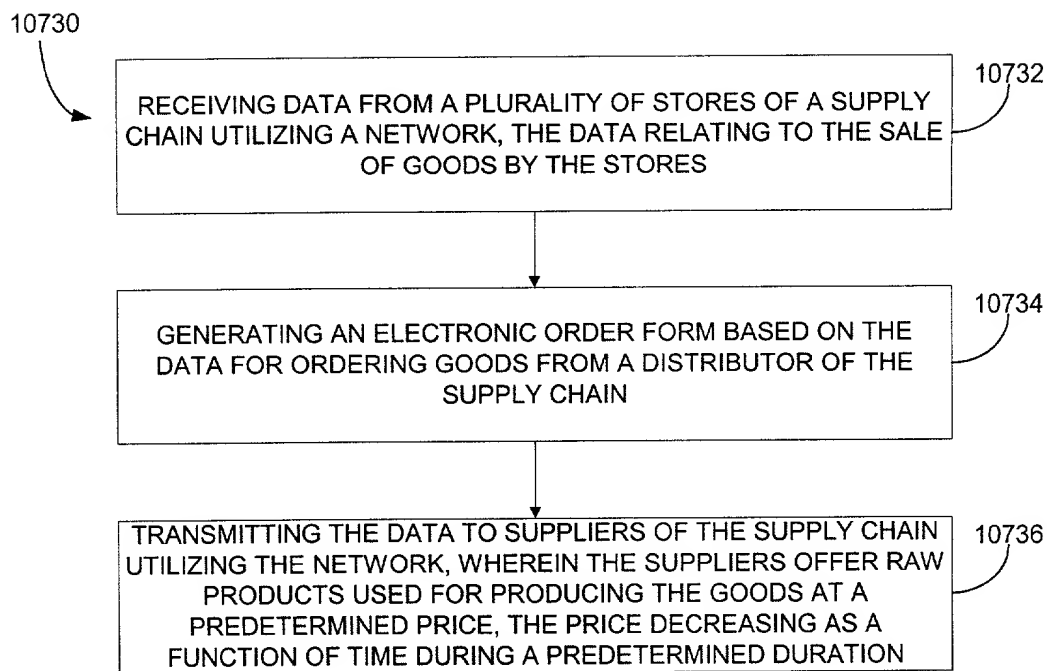 10730
10732
RECEIVING DATA FROM A PLURALITY OF STORES OF A SUPPLY
CHAIN UTILIZING A NETWORK, THE DATA RELATING TO THE SALE
OF GOODS BY THE STORES
10734
GENERATING AN ELECTRONIC ORDER FORM BASED ON THE
DATA FOR ORDERING GOODS FROM A DISTRIBUTOR OF THE
SUPPLY CHAIN
10736
TRANSMITTING THE DATA TO SUPPLIERS OF THE SUPPLY CHAIN
UTILIZING THE NETWORK, WHEREIN THE SUPPLIERS OFFER RAW
PRODUCTS USED FOR PRODUCING THE GOODS AT A
PREDETERMINED PRICE, THE PRICE DECREASING AS A
FUNCTION OF TIME DURING A PREDETERMINED DURATION